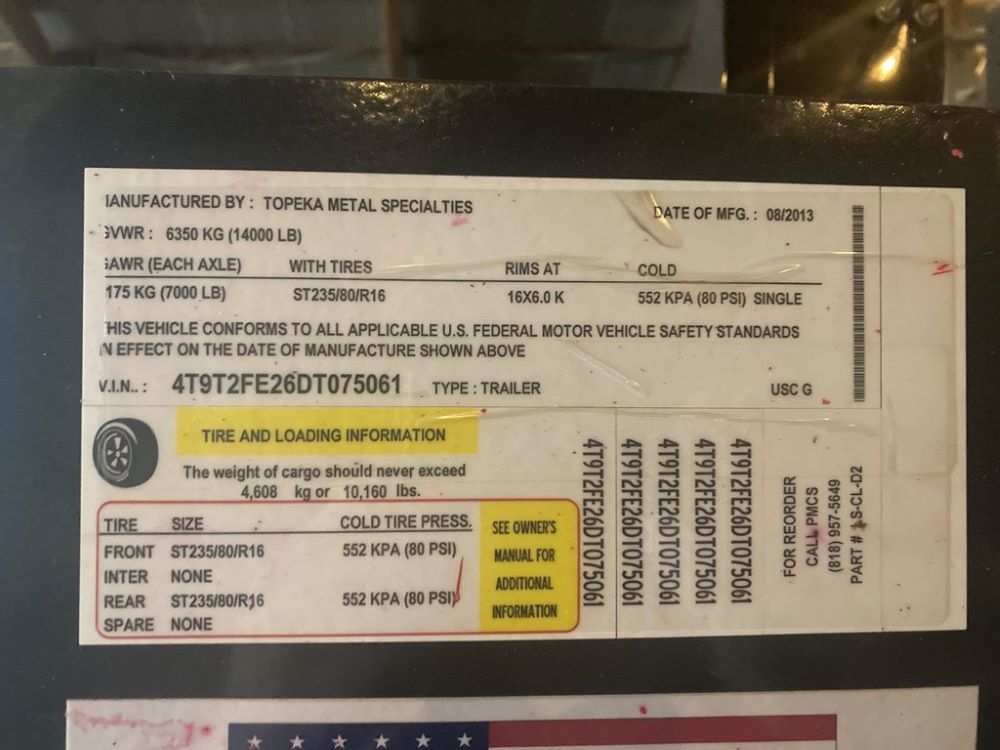 IANUFACTURED BY : TOPEKA METAL SPECIALTIES DATE OF MFG. : 08/2013
GVWR : 6350 KG (14000 LB)
GAWR (EACH AXLE) WITH TIRES RIMS AT COLD
175 KG (7000 LB) ST235/80/R16 16X6.0 K 552 KPA (80 PSI) SINGLE
HIS VEHICLE CONFORMS TO ALL APPLICABLE U.S. FEDERAL MOTOR VEHICLE SAFETY STANDARDS
N EFFECT ON THE DATE OF MANUFACTURE SHOWN ABOVE
V.I.N.. : 4T9T2FE26DT075061 TYPE : TRAILER USC G
TIRE AND LOADING INFORMATION
The weight of cargo should never exceed
4,608 kg or 10,160 lbs.
TIRE SIZE COLD TIRE PRESS.
FRONT ST235/80/R16 552 KPA (80 PSI)
INTER NONE
REAR ST235/80/R16 552 KPA (80 PSI)
SPARE NONE
SEE OWNER'S
MANUAL FOR
ADDITIONAL
INFORMATION
4T9T2FE26DT075061
4T9T2FE26DT075061
4T9T2FE26DT075061
4T9T2FE26DT075061
4T9T2FE26DT075061
FOR REORDER
CALL PMCS
(818) 957-5649
PART # S-CL-D2